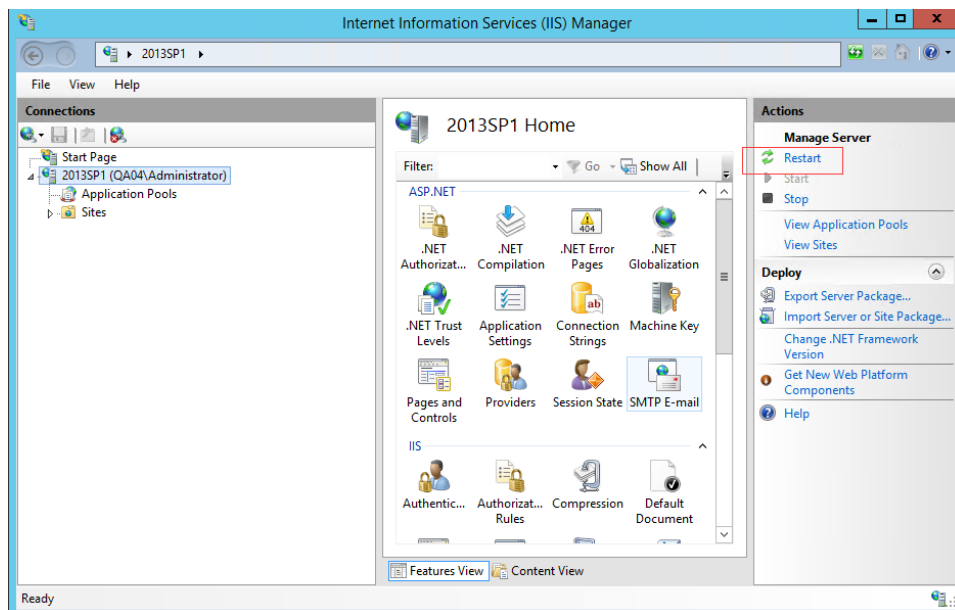 Internet Information Services (IIS) Manager
2013SP1
File View Help
Connections
Start Page
2013SP1 (QA04\Administrator)
Application Pools
Sites
2013SP1 Home
Filter: Go Show All
ASP.NET
.NET Authorizat...
.NET Compilation
.NET Error Pages
.NET Globalization
.NET Trust Levels
Application Settings
Connection Strings
Machine Key
Pages and Controls
Providers
Session State
SMTP E-mail
IIS
Authentic...
Authorizat... Rules
Compression
Default Document
Features View
Content View
Actions
Manage Server
Restart
Start
Stop
View Application Pools
View Sites
Deploy
Export Server Package...
Import Server or Site Package...
Change .NET Framework
Version
Get New Web Platform
Components
Help
Ready